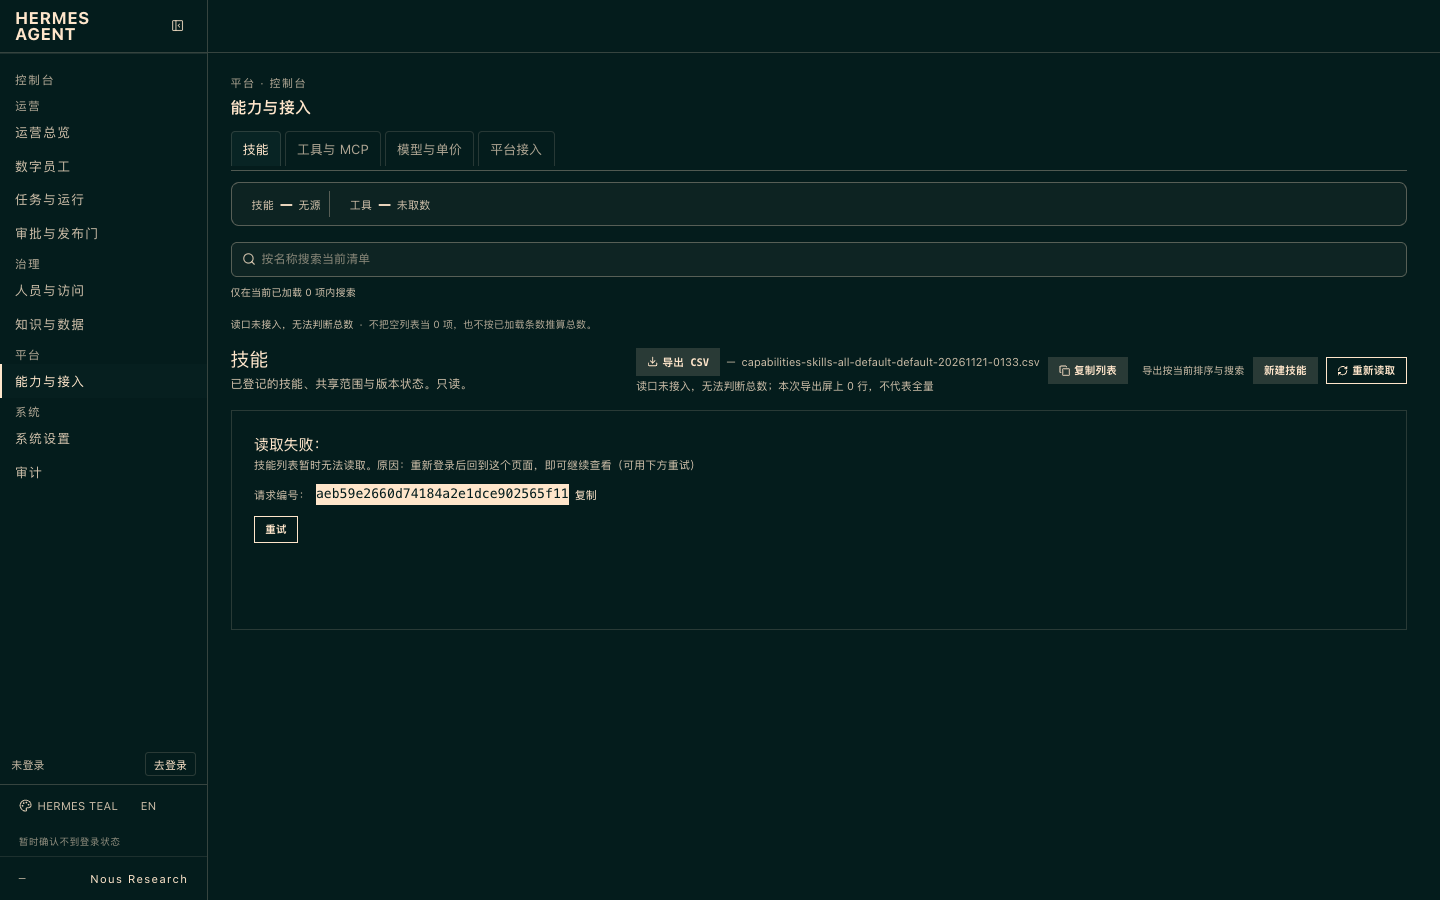 HERMES
AGENT
控制台
运营
运营总览
数字员工
任务与运行
审批与发布门
治理
人员与访问
知识与数据
平台
能力与接入
系统
系统设置
审计
未登录
去登录
HERMES TEAL
EN
暂时确认不到登录状态
—
Nous Research
平台 · 控制台
能力与接入
技能
工具与 MCP
模型与单价
平台接入
技能 — 无源
工具 — 未取数
按名称搜索当前清单
仅在当前已加载 0 项内搜索
读口未接入，无法判断总数 · 不把空列表当 0 项，也不按已加载条数推算总数。
技能
已登记的技能、共享范围与版本状态。只读。
导出 CSV
— capabilities-skills-all-default-default-20261121-0133.csv
读口未接入，无法判断总数；本次导出屏上 0 行，不代表全量
复制列表
导出按当前排序与搜索
新建技能
重新读取
读取失败：
技能列表暂时无法读取。原因：重新登录后回到这个页面，即可继续查看（可用下方重试）
请求编号： aeb59e2660d74184a2e1dce902565f11 复制
重试